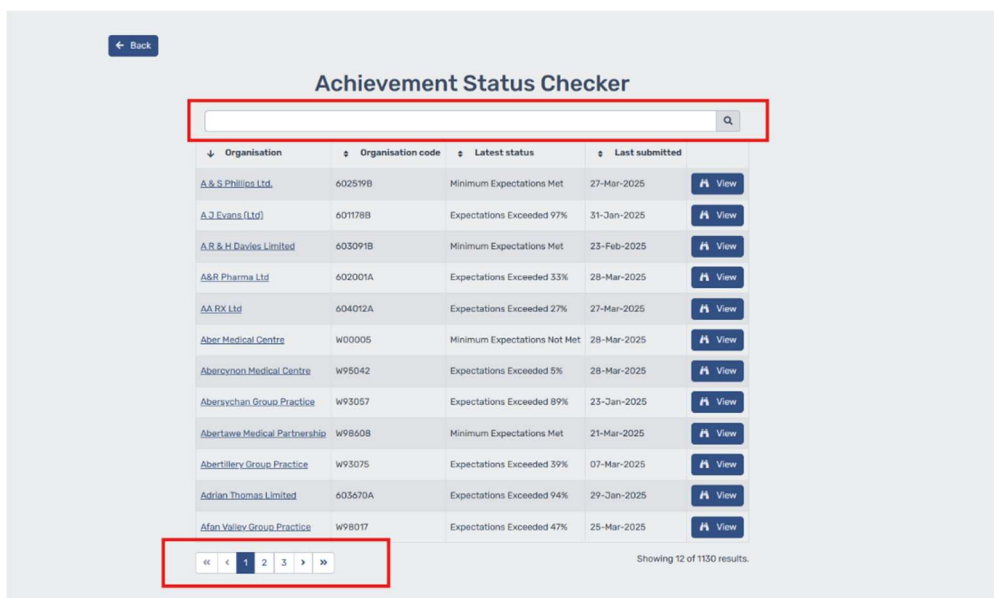 Back
Achievement Status Checker
Organisation Organisation code Latest status Last submitted
A & S Phillips Ltd. 602519B Minimum Expectations Met 27-Mar-2025 View
A J Evans (Ltd) 601178B Expectations Exceeded 97% 31-Jan-2025 View
A R & H Davies Limited 603091B Minimum Expectations Met 23-Feb-2025 View
A&R Pharma Ltd 602001A Expectations Exceeded 33% 28-Mar-2025 View
AA RX Ltd 604012A Expectations Exceeded 27% 27-Mar-2025 View
Aber Medical Centre W00005 Minimum Expectations Not Met 28-Mar-2025 View
Abercynon Medical Centre W95042 Expectations Exceeded 5% 28-Mar-2025 View
Abersychan Group Practice W93057 Expectations Exceeded 89% 23-Jan-2025 View
Abertawe Medical Partnership W98608 Minimum Expectations Met 21-Mar-2025 View
Abertillery Group Practice W93075 Expectations Exceeded 39% 07-Mar-2025 View
Adrian Thomas Limited 603670A Expectations Exceeded 94% 29-Jan-2025 View
Afan Valley Group Practice W98017 Expectations Exceeded 47% 25-Mar-2025 View
« ‹ 1 2 3 › » Showing 12 of 1130 results.